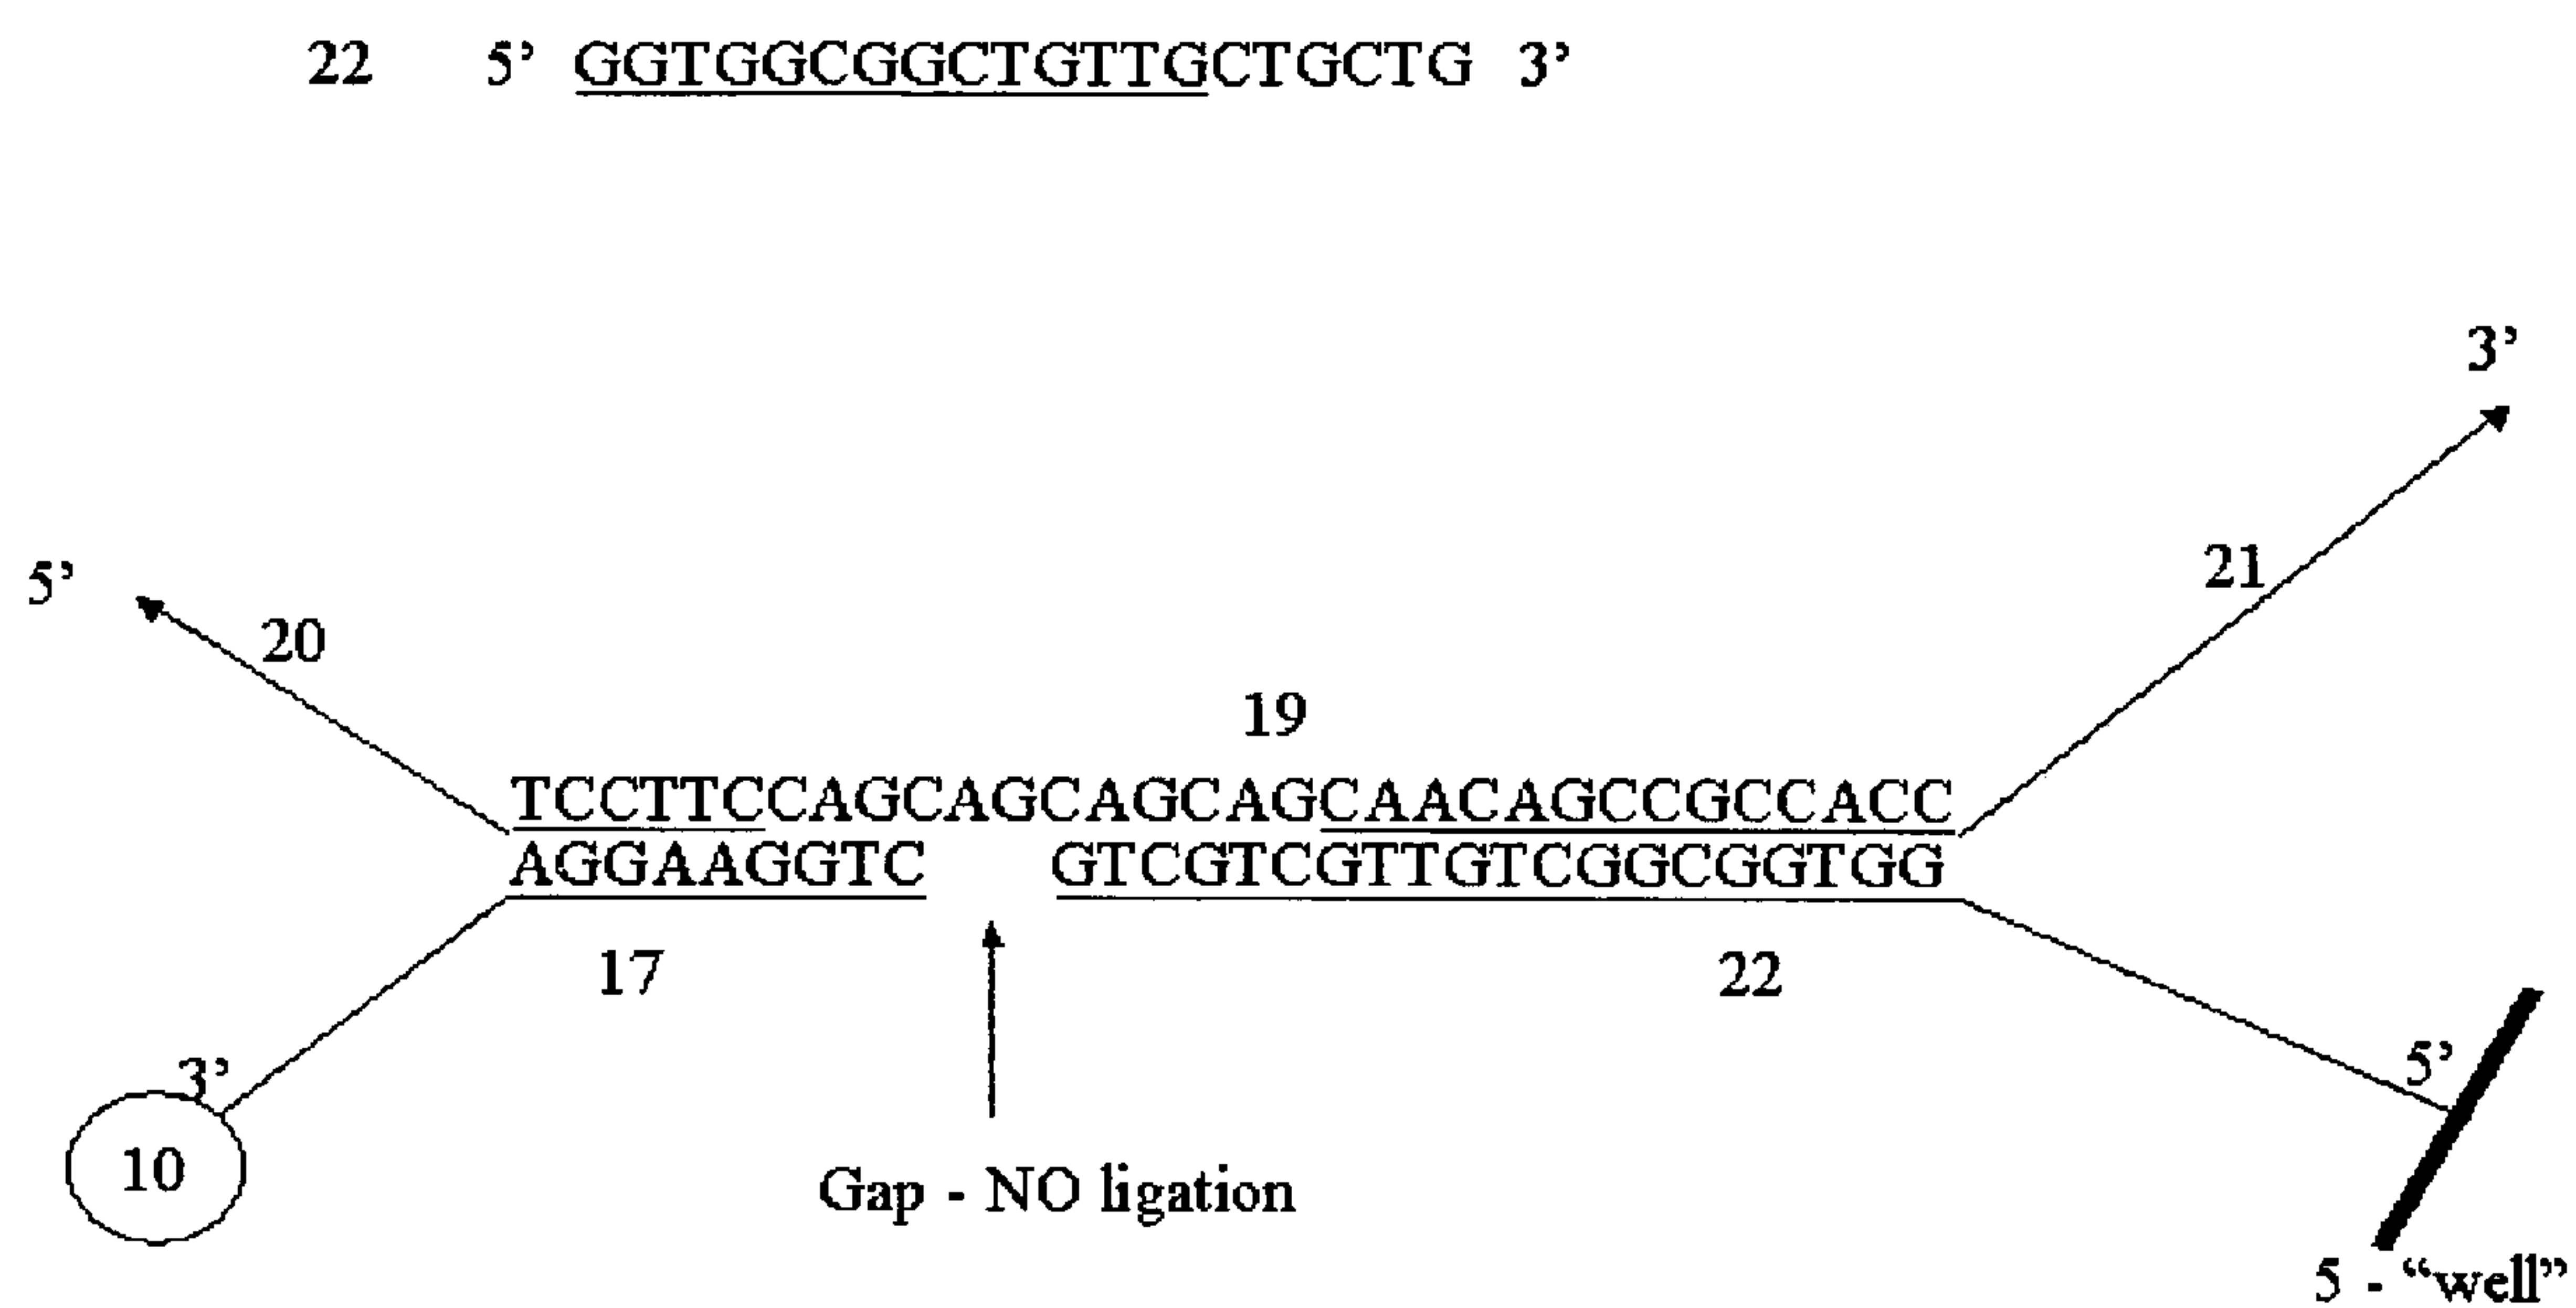 22 5’ GGTGGCGGCTGTTGCTGCTG 3’
3’
5’
21
20
19
TCCTTCCAGCAGCAGCAGCAACAGCCGCCACC
AGGAAGGTC GTCGTCGTTGTCGGCGGTGG
17 22
3’ 5’
10
Gap - NO ligation
5 - “well”